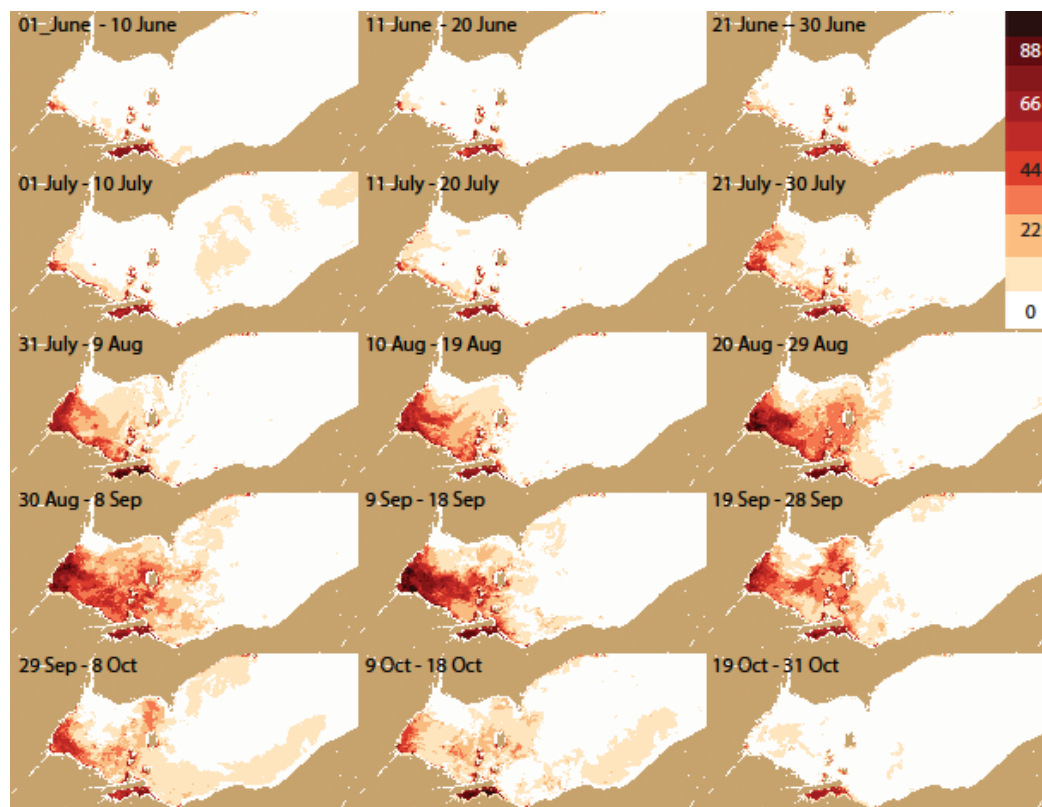 01_June - 10 June
11 June - 20 June
21 June – 30 June
88
66
44
22
0
01 July - 10 July
11 July - 20 July
21 July - 30 July
31 July - 9 Aug
10 Aug - 19 Aug
20 Aug - 29 Aug
30 Aug - 8 Sep
9 Sep - 18 Sep
19 Sep - 28 Sep
29 Sep - 8 Oct
9 Oct - 18 Oct
19 Oct - 31 Oct